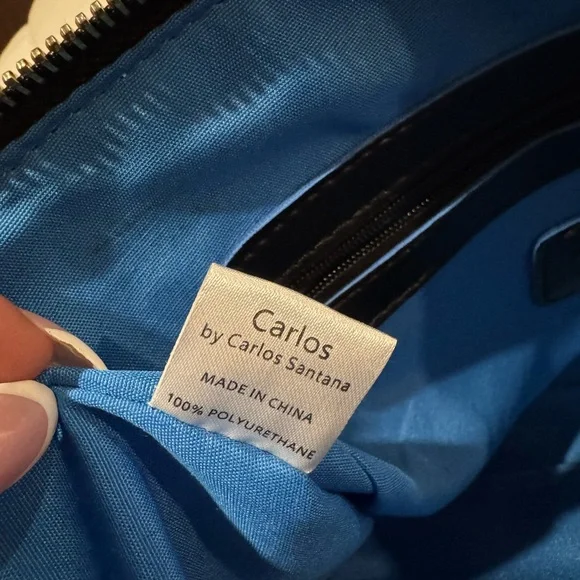 Carlos
by Carlos Santana
MADE IN CHINA
100% POLYURETHANE